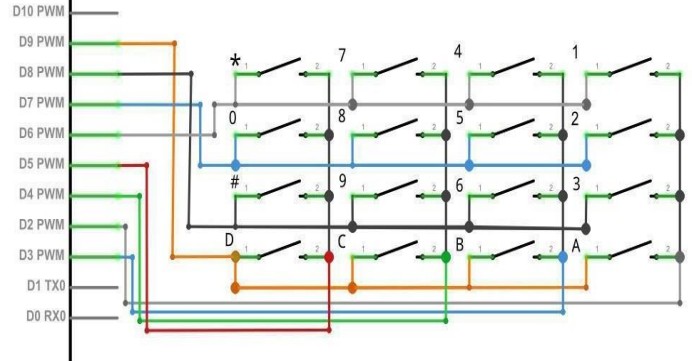 D10 PWM
D9 PWM
D8 PWM
D7 PWM
D6 PWM
D5 PWM
D4 PWM
D2 PWM
D3 PWM
D1 TX0
D0 RX0
* 7 4 1
1 2 1 2 1 2 1 2
0 8 5 2
1 2 1 2 1 2 1 2
# 9 6 3
1 2 1 2 1 2 1 2
D C B A
1 2 1 2 1 2 1 2